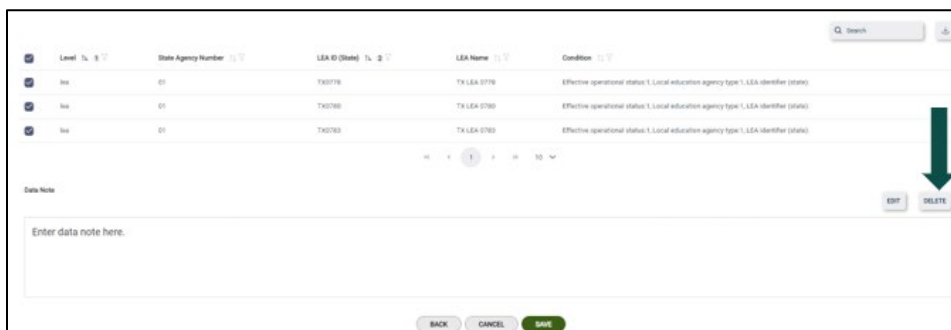 Search
Level 1 State Agency Number LEA ID (State) 2 LEA Name Condition
lea 01 TX0778 TX LEA 0778 Effective operational status:1, Local education agency type:1, LEA identifier (state):
lea 01 TX0780 TX LEA 0780 Effective operational status:1, Local education agency type:1, LEA identifier (state):
lea 01 TX0783 TX LEA 0783 Effective operational status:1, Local education agency type:1, LEA identifier (state):
1 10
Data Note
EDIT DELETE
Enter data note here.
BACK CANCEL SAVE